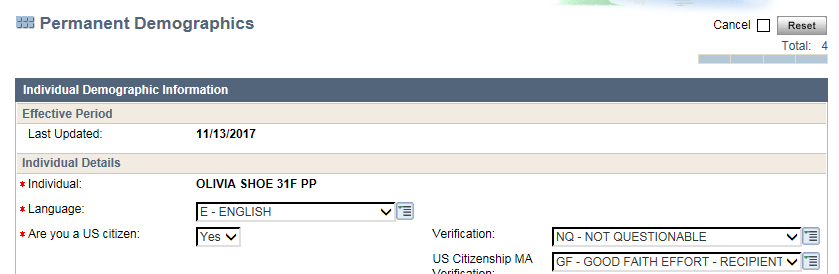 Permanent Demographics
Cancel Reset
Total: 4
Individual Demographic Information
Effective Period
Last Updated: 11/13/2017
Individual Details
* Individual: OLIVIA SHOE 31F PP
* Language: E - ENGLISH
* Are you a US citizen: Yes Verification: NQ - NOT QUESTIONABLE
US Citizenship MA GF - GOOD FAITH EFFORT - RECIPIENT
Verification: